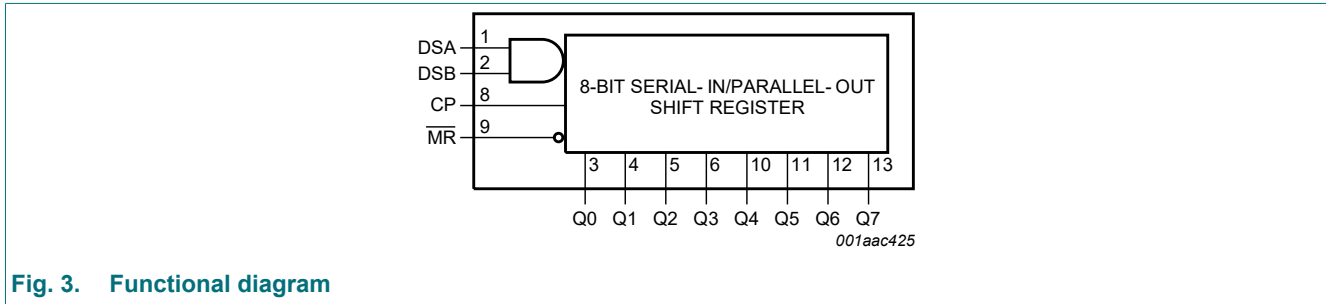 DSA 1
DSB 2
8-BIT SERIAL- IN/PARALLEL- OUT
SHIFT REGISTER
CP 8
MR 9
3 4 5 6 10 11 12 13
Q0 Q1 Q2 Q3 Q4 Q5 Q6 Q7
001aac425
Fig. 3. Functional diagram